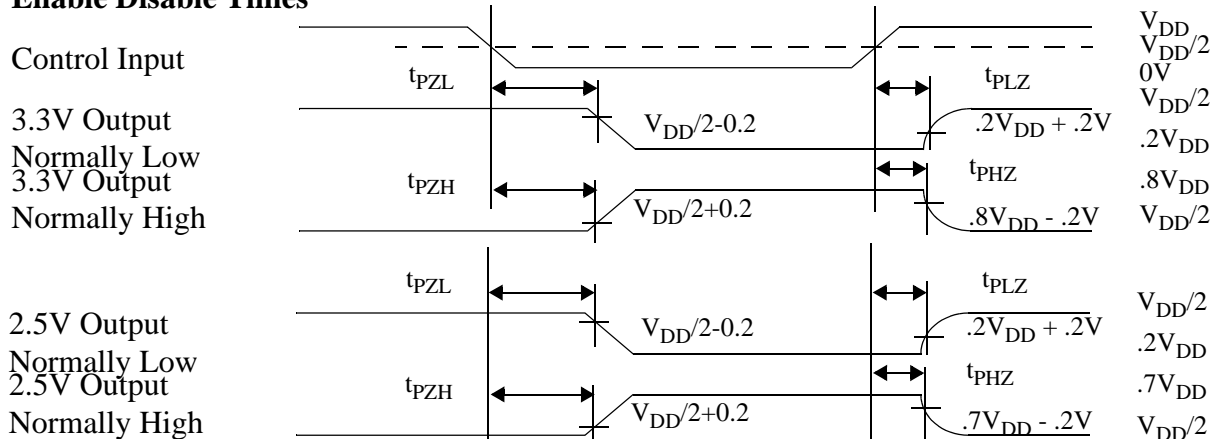 Enable Disable Times
V_DD
Control Input
V_DD/2
0V
t_PZL
t_PLZ
3.3V Output
Normally Low
V_DD/2-0.2
.2V_DD + .2V
V_DD/2
.2V_DD
3.3V Output
Normally High
t_PZH
V_DD/2+0.2
t_PHZ
.8V_DD - .2V
.8V_DD
V_DD/2
t_PZL
t_PLZ
2.5V Output
Normally Low
V_DD/2-0.2
.2V_DD + .2V
V_DD/2
.2V_DD
2.5V Output
Normally High
t_PZH
V_DD/2+0.2
t_PHZ
.7V_DD - .2V
.7V_DD
V_DD/2